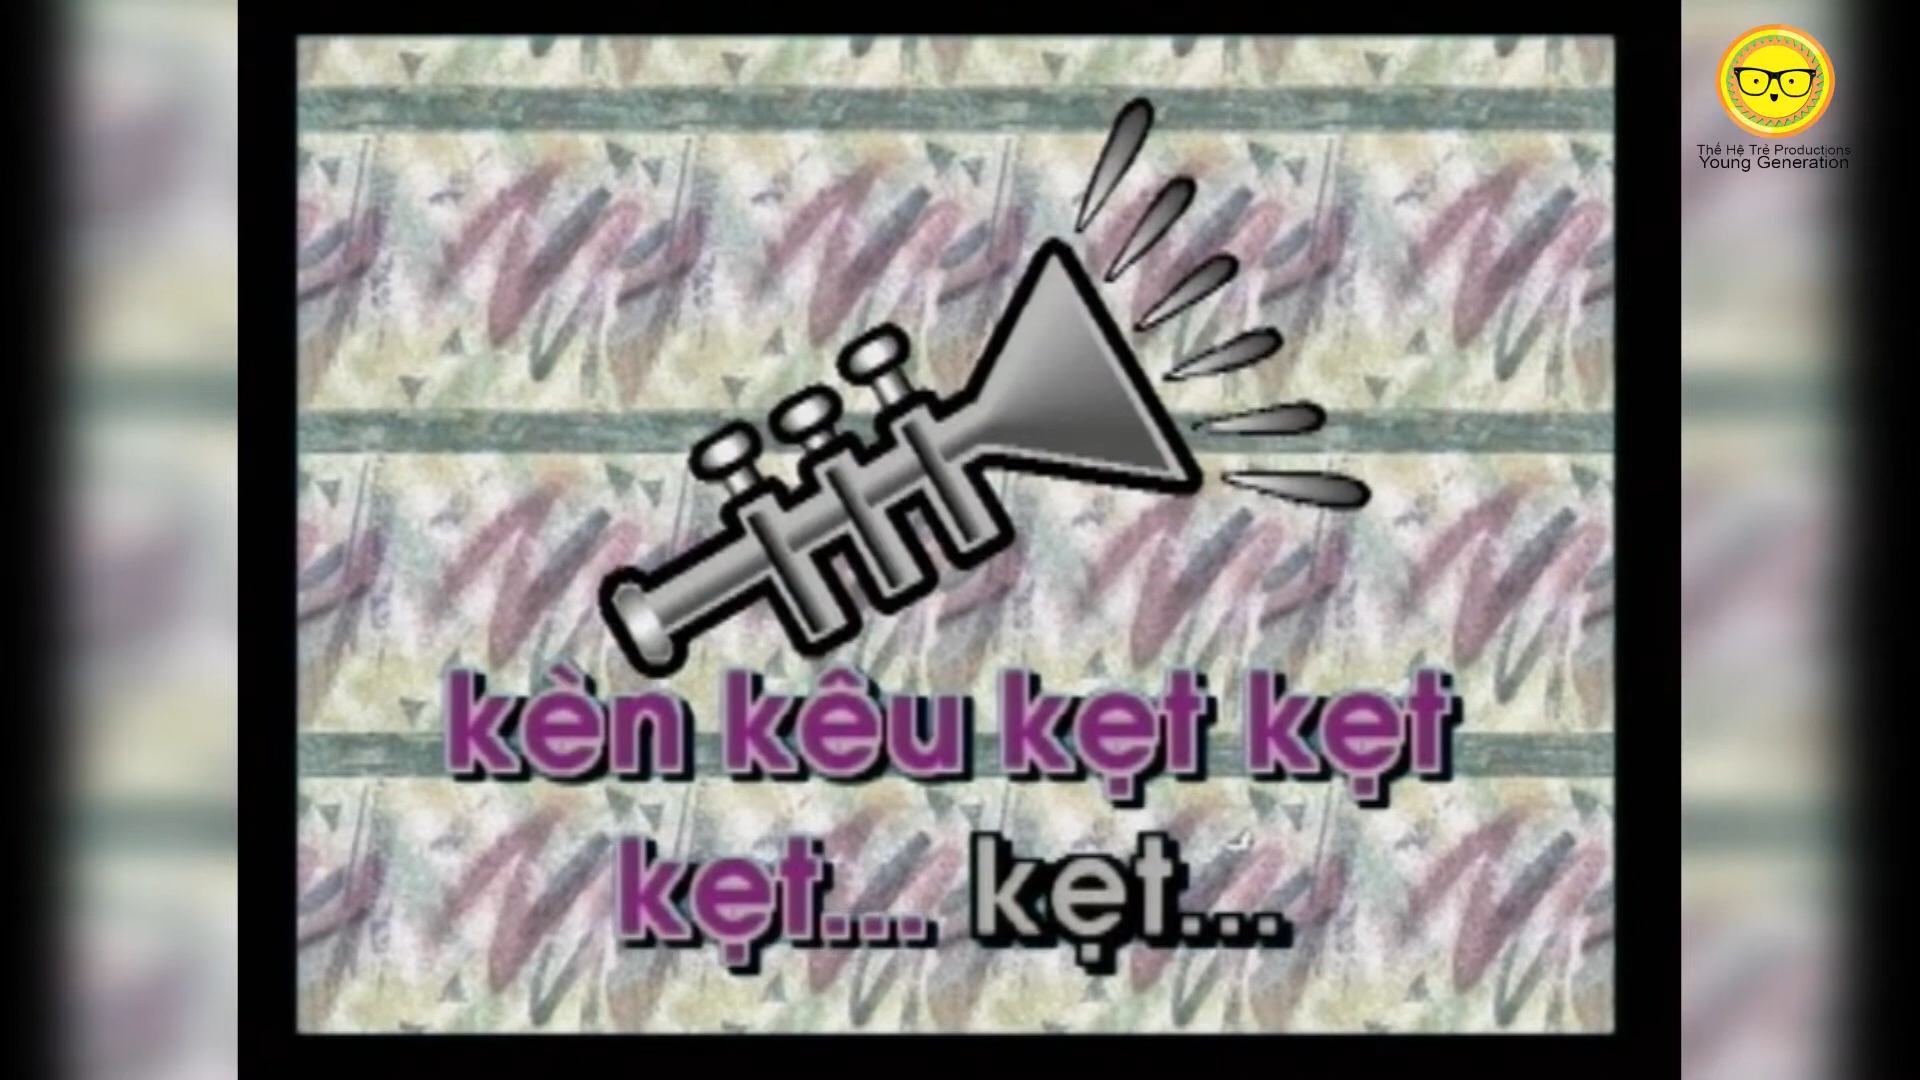 Thế Hệ Trẻ Productions
Young Generation
kèn kêu kẹt kẹt
kẹt... kẹt...